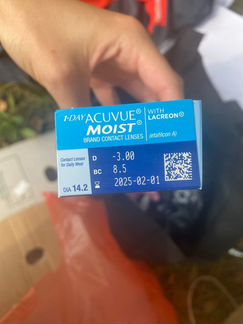 1·DAY ACUVUE®
MOIST®
BRAND CONTACT LENSES
WITH
LACREON®
(etafilcon A)
Contact Lenses
for Daily Wear
DIA 14.2
D -3.00
BC 8.5
2025-02-01